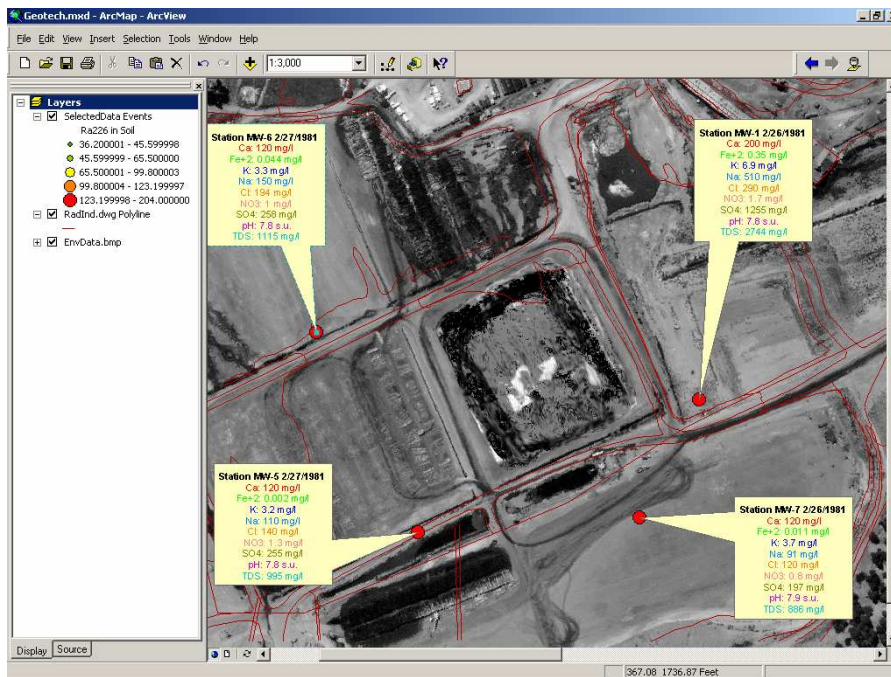 Geotech.mxd - ArcMap - ArcView
File Edit View Insert Selection Tools Window Help
1:3,000
Layers
SelectedData Events
Ra226 in Soil
36.200001 - 45.599998
45.599999 - 65.500000
65.500001 - 99.800003
99.800004 - 123.199997
123.199998 - 204.000000
RadInd.dwg Polyline
EnvData.bmp
Station MW-6 2/27/1981
Ca: 120 mg/l
Fe+2: 0.044 mg/l
K: 3.3 mg/l
Na: 150 mg/l
Cl: 194 mg/l
NO3: 1 mg/l
SO4: 258 mg/l
pH: 7.8 s.u.
TDS: 1115 mg/l
Station MW-1 2/26/1981
Ca: 200 mg/l
Fe+2: 0.35 mg/l
K: 6.9 mg/l
Na: 510 mg/l
Cl: 290 mg/l
NO3: 1.7 mg/l
SO4: 1255 mg/l
pH: 7.8 s.u.
TDS: 2744 mg/l
Station MW-5 2/27/1981
Ca: 120 mg/l
Fe+2: 0.002 mg/l
K: 3.2 mg/l
Na: 110 mg/l
Cl: 140 mg/l
NO3: 1.3 mg/l
SO4: 255 mg/l
pH: 7.8 s.u.
TDS: 995 mg/l
Station MW-7 2/26/1981
Ca: 120 mg/l
Fe+2: 0.011 mg/l
K: 3.7 mg/l
Na: 91 mg/l
Cl: 120 mg/l
NO3: 0.8 mg/l
SO4: 197 mg/l
pH: 7.9 s.u.
TDS: 886 mg/l
Display Source
367.08 1736.87 Feet